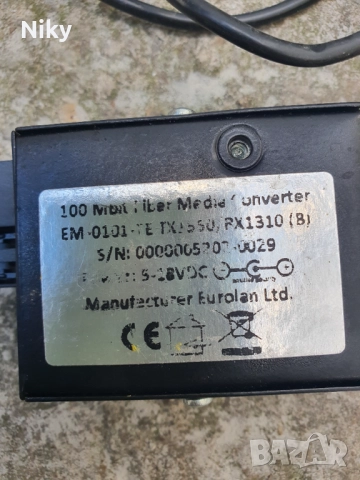 Niky
100 Mbit Fiber Media Converter
EM-0101-TE TX1550, RX1310 (B)
S/N: 0029
5-18VDC
Manufacturer Eurolan Ltd.
CE
BAZAR